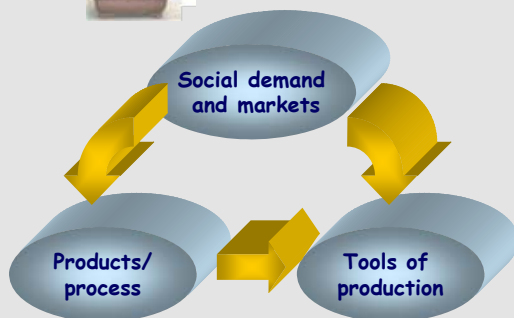 Social demand
and markets
Products/
process
Tools of
production